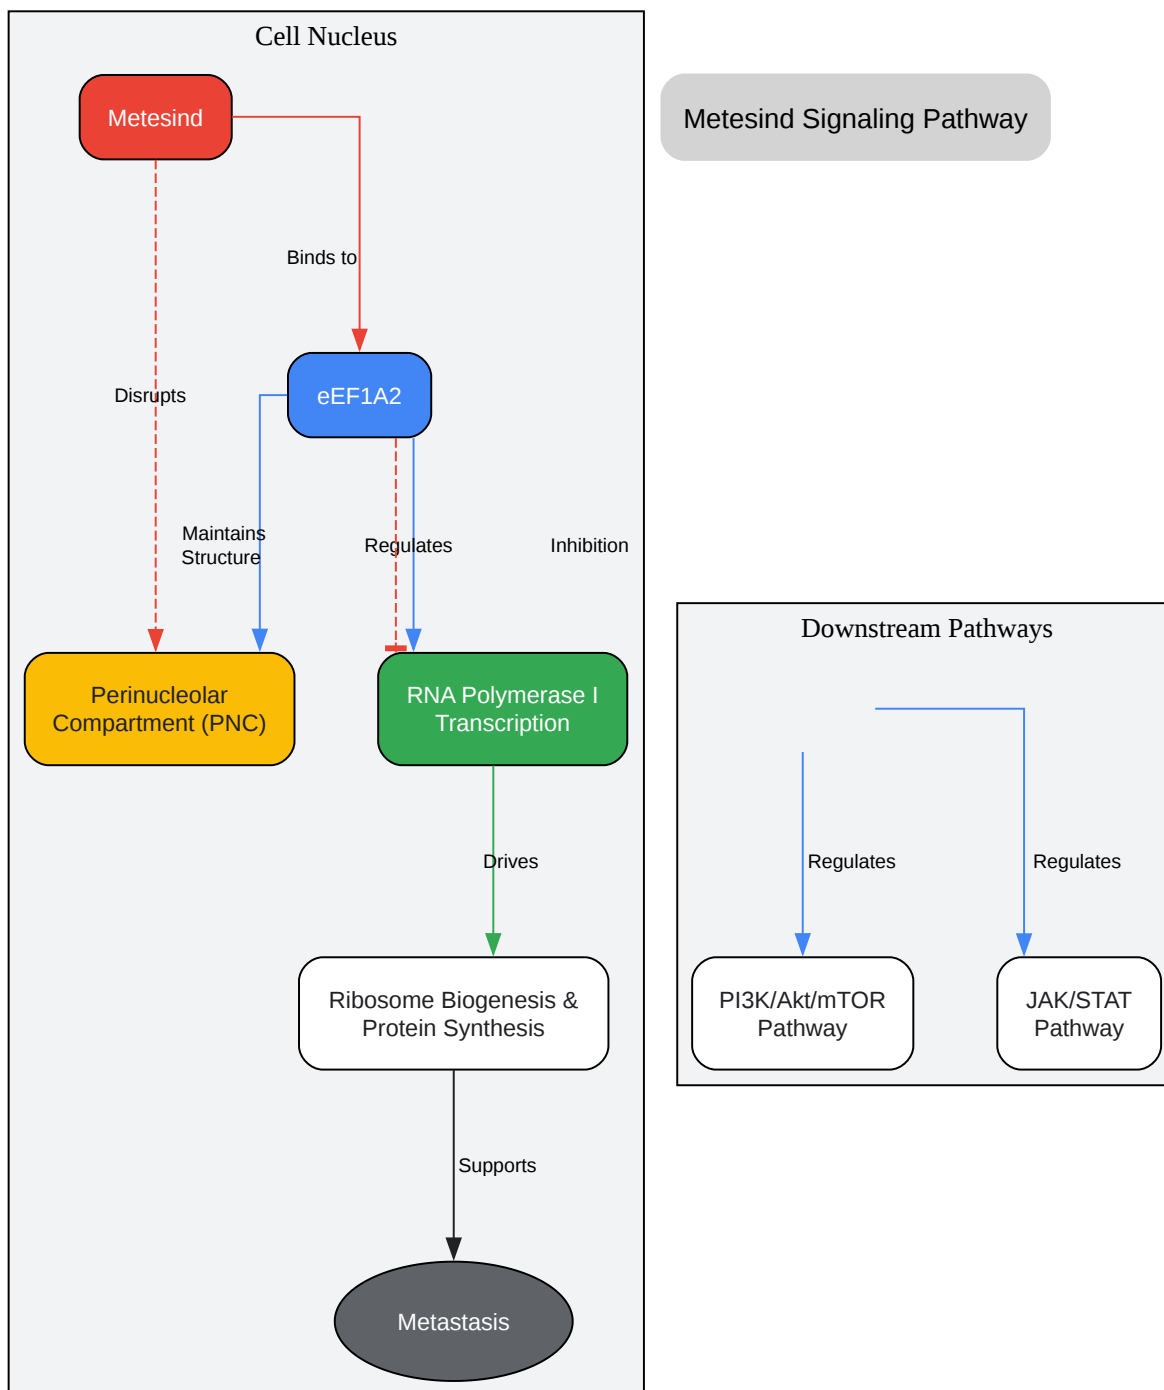 Cell Nucleus
Metesind
Metesind Signaling Pathway
Binds to
Disrupts
eEF1A2
Maintains
Structure
Regulates
Inhibition
Perinucleolar
Compartment (PNC)
RNA Polymerase I
Transcription
Downstream Pathways
Drives
Regulates
Regulates
Ribosome Biogenesis &
Protein Synthesis
PI3K/Akt/mTOR
Pathway
JAK/STAT
Pathway
Supports
Metastasis